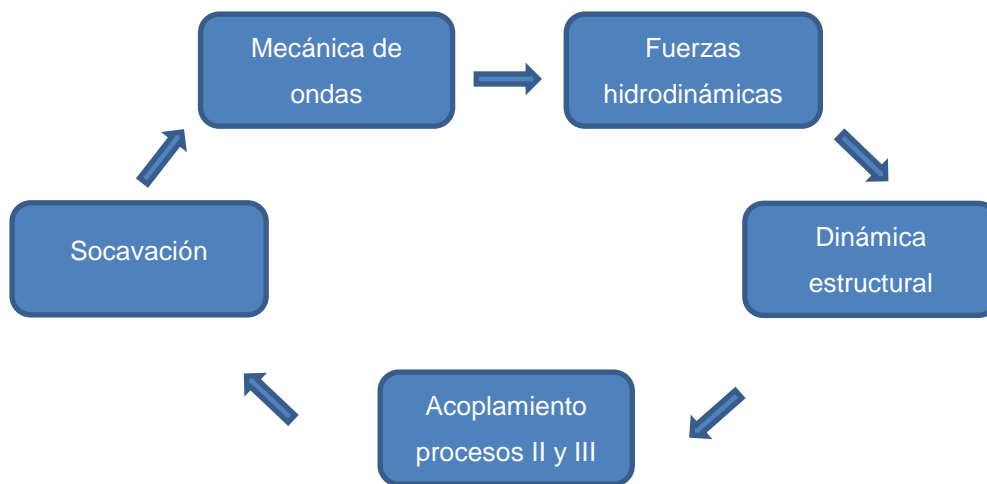 Mecánica de
ondas
Fuerzas
hidrodinámicas
Dinámica
estructural
Acoplamiento
procesos II y III
Socavación